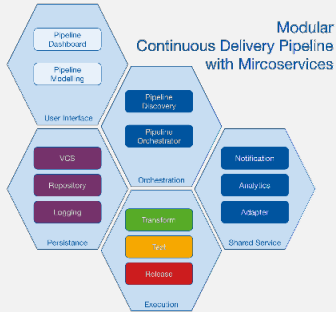 Modular
Continuous Delivery Pipeline
with Mircoservices
Pipeline
Dashboard
Pipeline
Modelling
User Interface
Pipeline
Discovery
Pipeline
Orchestrator
Orchestration
VCS
Repository
Logging
Persistance
Notification
Analytics
Adapter
Shared Service
Transform
Test
Release
Execution